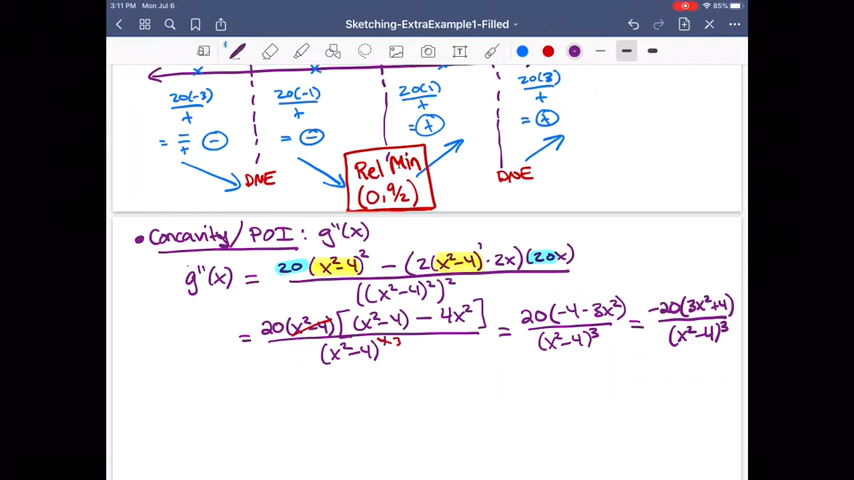 3:11 PM Mon Jul 6
85%
Sketching-ExtraExample1-Filled
20(-3)/+ 20(-1)/+ 20(1)/+ 20(3)/+
= -/+ (-) = (-) = (+) = (+)
DNE Rel Min DNE
(0, 9/2)
• Concavity/POI: g''(x)
g''(x) = 20(x²-4)² - (2(x²-4)¹·2x)(20x) / ((x²-4)²)²
= 20(x²-4)[(x²-4) - 4x²] / (x²-4)^4 3 = 20(-4-3x²) / (x²-4)³ = -20(3x²+4) / (x²-4)³